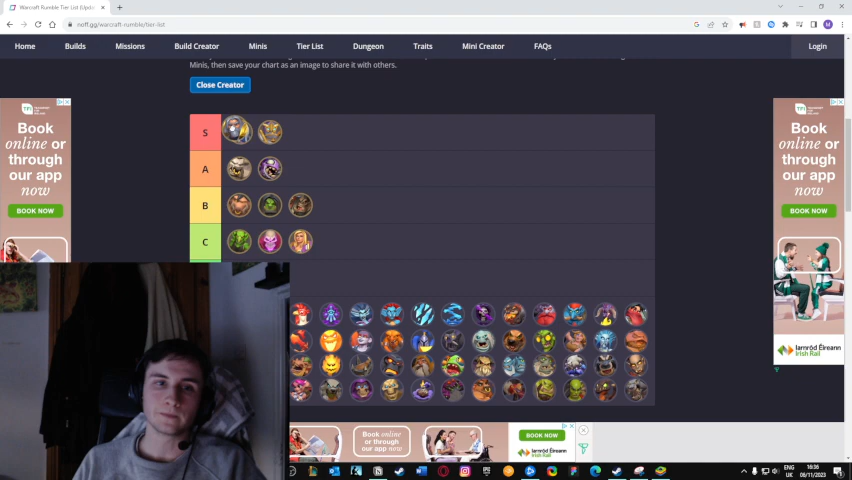 Warcraft Rumble Tier List (Upda
noff.gg/warcraft-rumble/tier-list
Home
Builds
Missions
Build Creator
Minis
Tier List
Dungeon
Traits
Mini Creator
FAQs
Login
Minis, then save your chart as an image to share it with others.
Close Creator
S
A
B
C
TFI
Book
online or
through
our app
now
BOOK NOW
TFI
Book
online or
through
our app
now
BOOK NOW
Iarnród Éireann
Irish Rail
Book
online or
through
our app
now
BOOK NOW
ENG
UK
16:36
08/11/2023